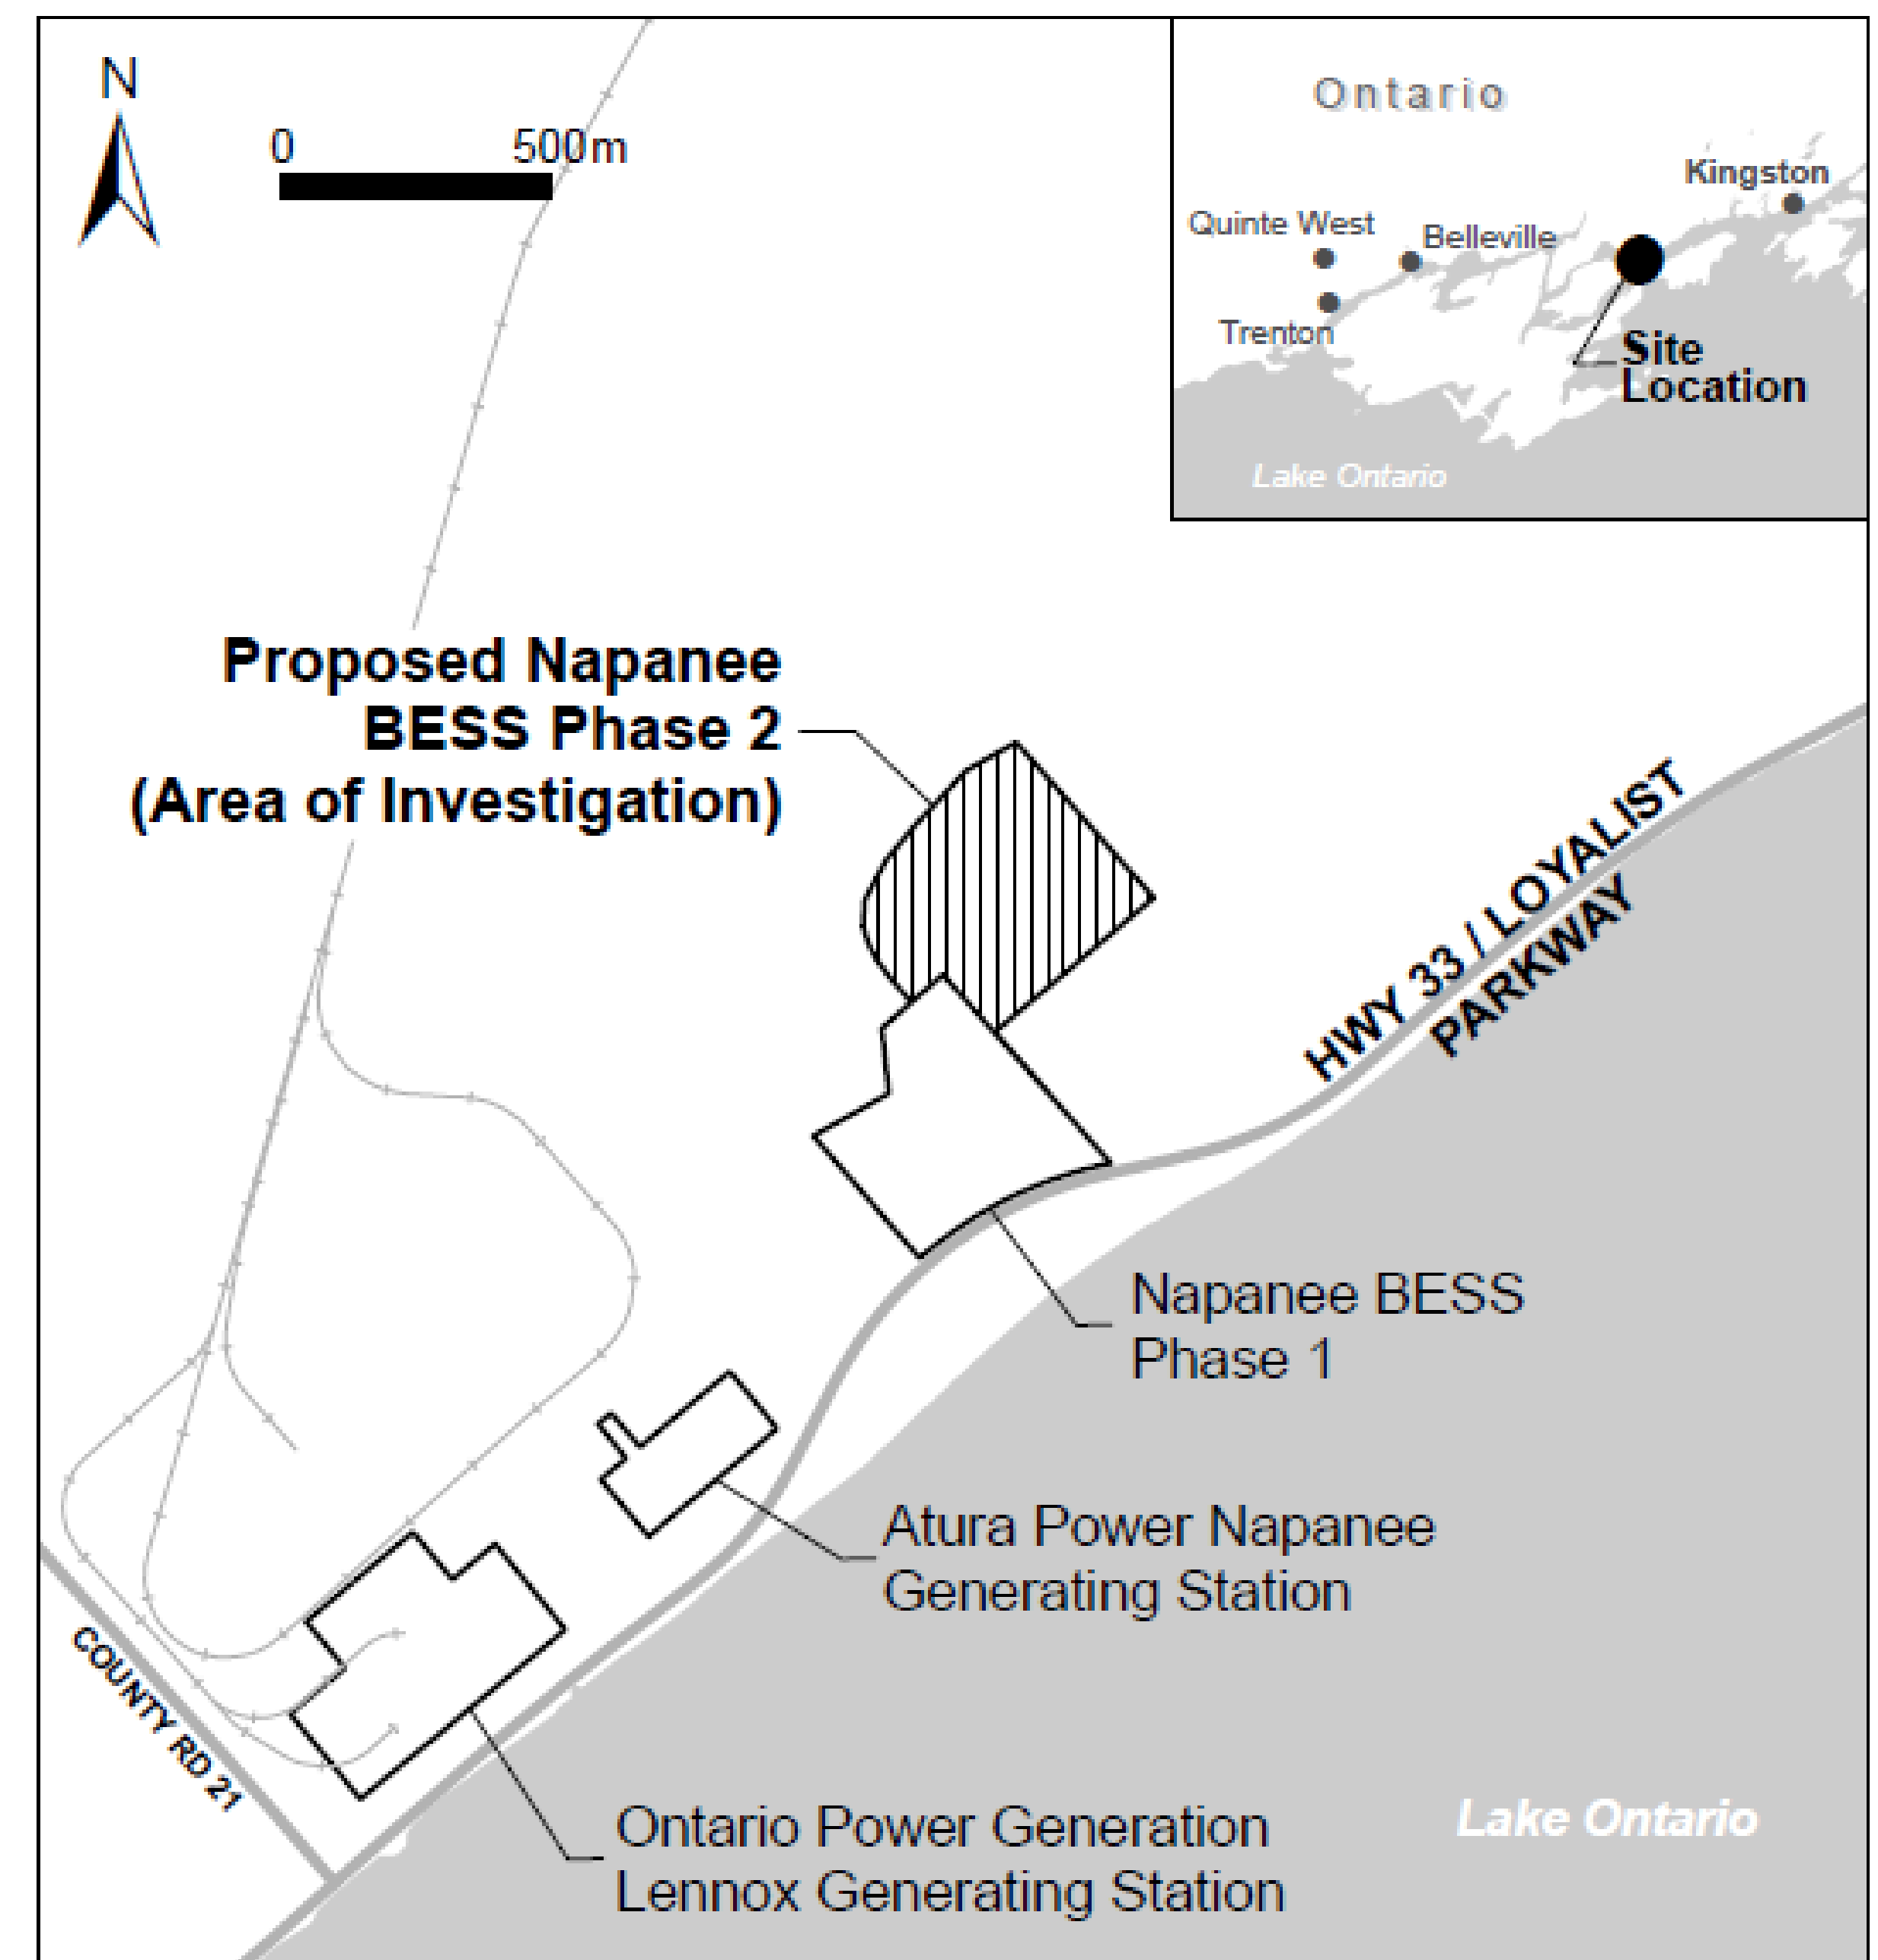 N
0 500m
Ontario
Kingston
Quinte West
Belleville
Trenton
Site
Location
Lake Ontario
Proposed Napanee
BESS Phase 2
(Area of Investigation)
HWY 33 / LOYALIST
PARKWAY
Napanee BESS
Phase 1
Atura Power Napanee
Generating Station
COUNTY RD 21
Ontario Power Generation
Lennox Generating Station
Lake Ontario